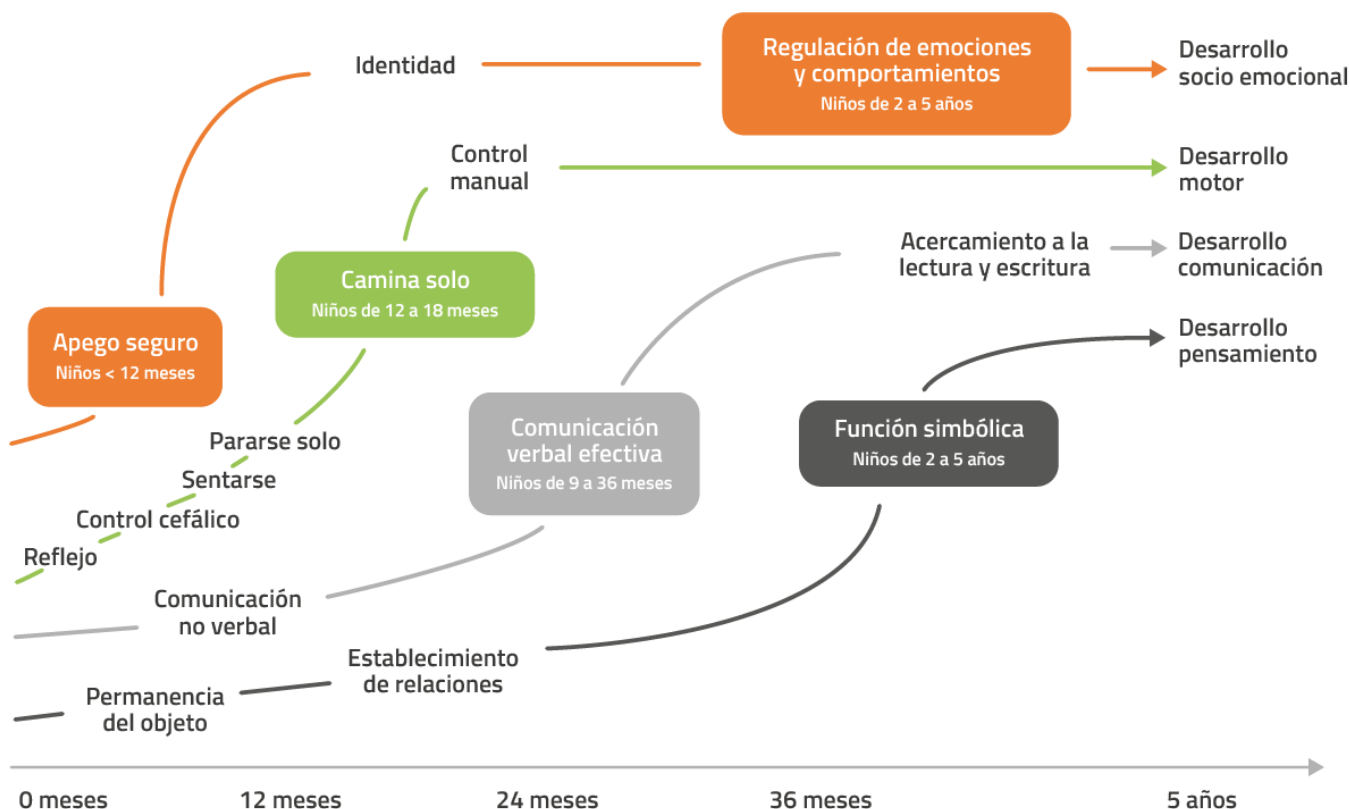 Identidad
Regulación de emociones
y comportamientos
Niños de 2 a 5 años
Desarrollo
socio emocional
Control
manual
Desarrollo
motor
Camina solo
Niños de 12 a 18 meses
Acercamiento a la
lectura y escritura
Desarrollo
comunicación
Apego seguro
Niños < 12 meses
Desarrollo
pensamiento
Pararse solo
Sentarse
Control cefálico
Reflejo
Comunicación
verbal efectiva
Niños de 9 a 36 meses
Función simbólica
Niños de 2 a 5 años
Comunicación
no verbal
Establecimiento
de relaciones
Permanencia
del objeto
0 meses
12 meses
24 meses
36 meses
5 años